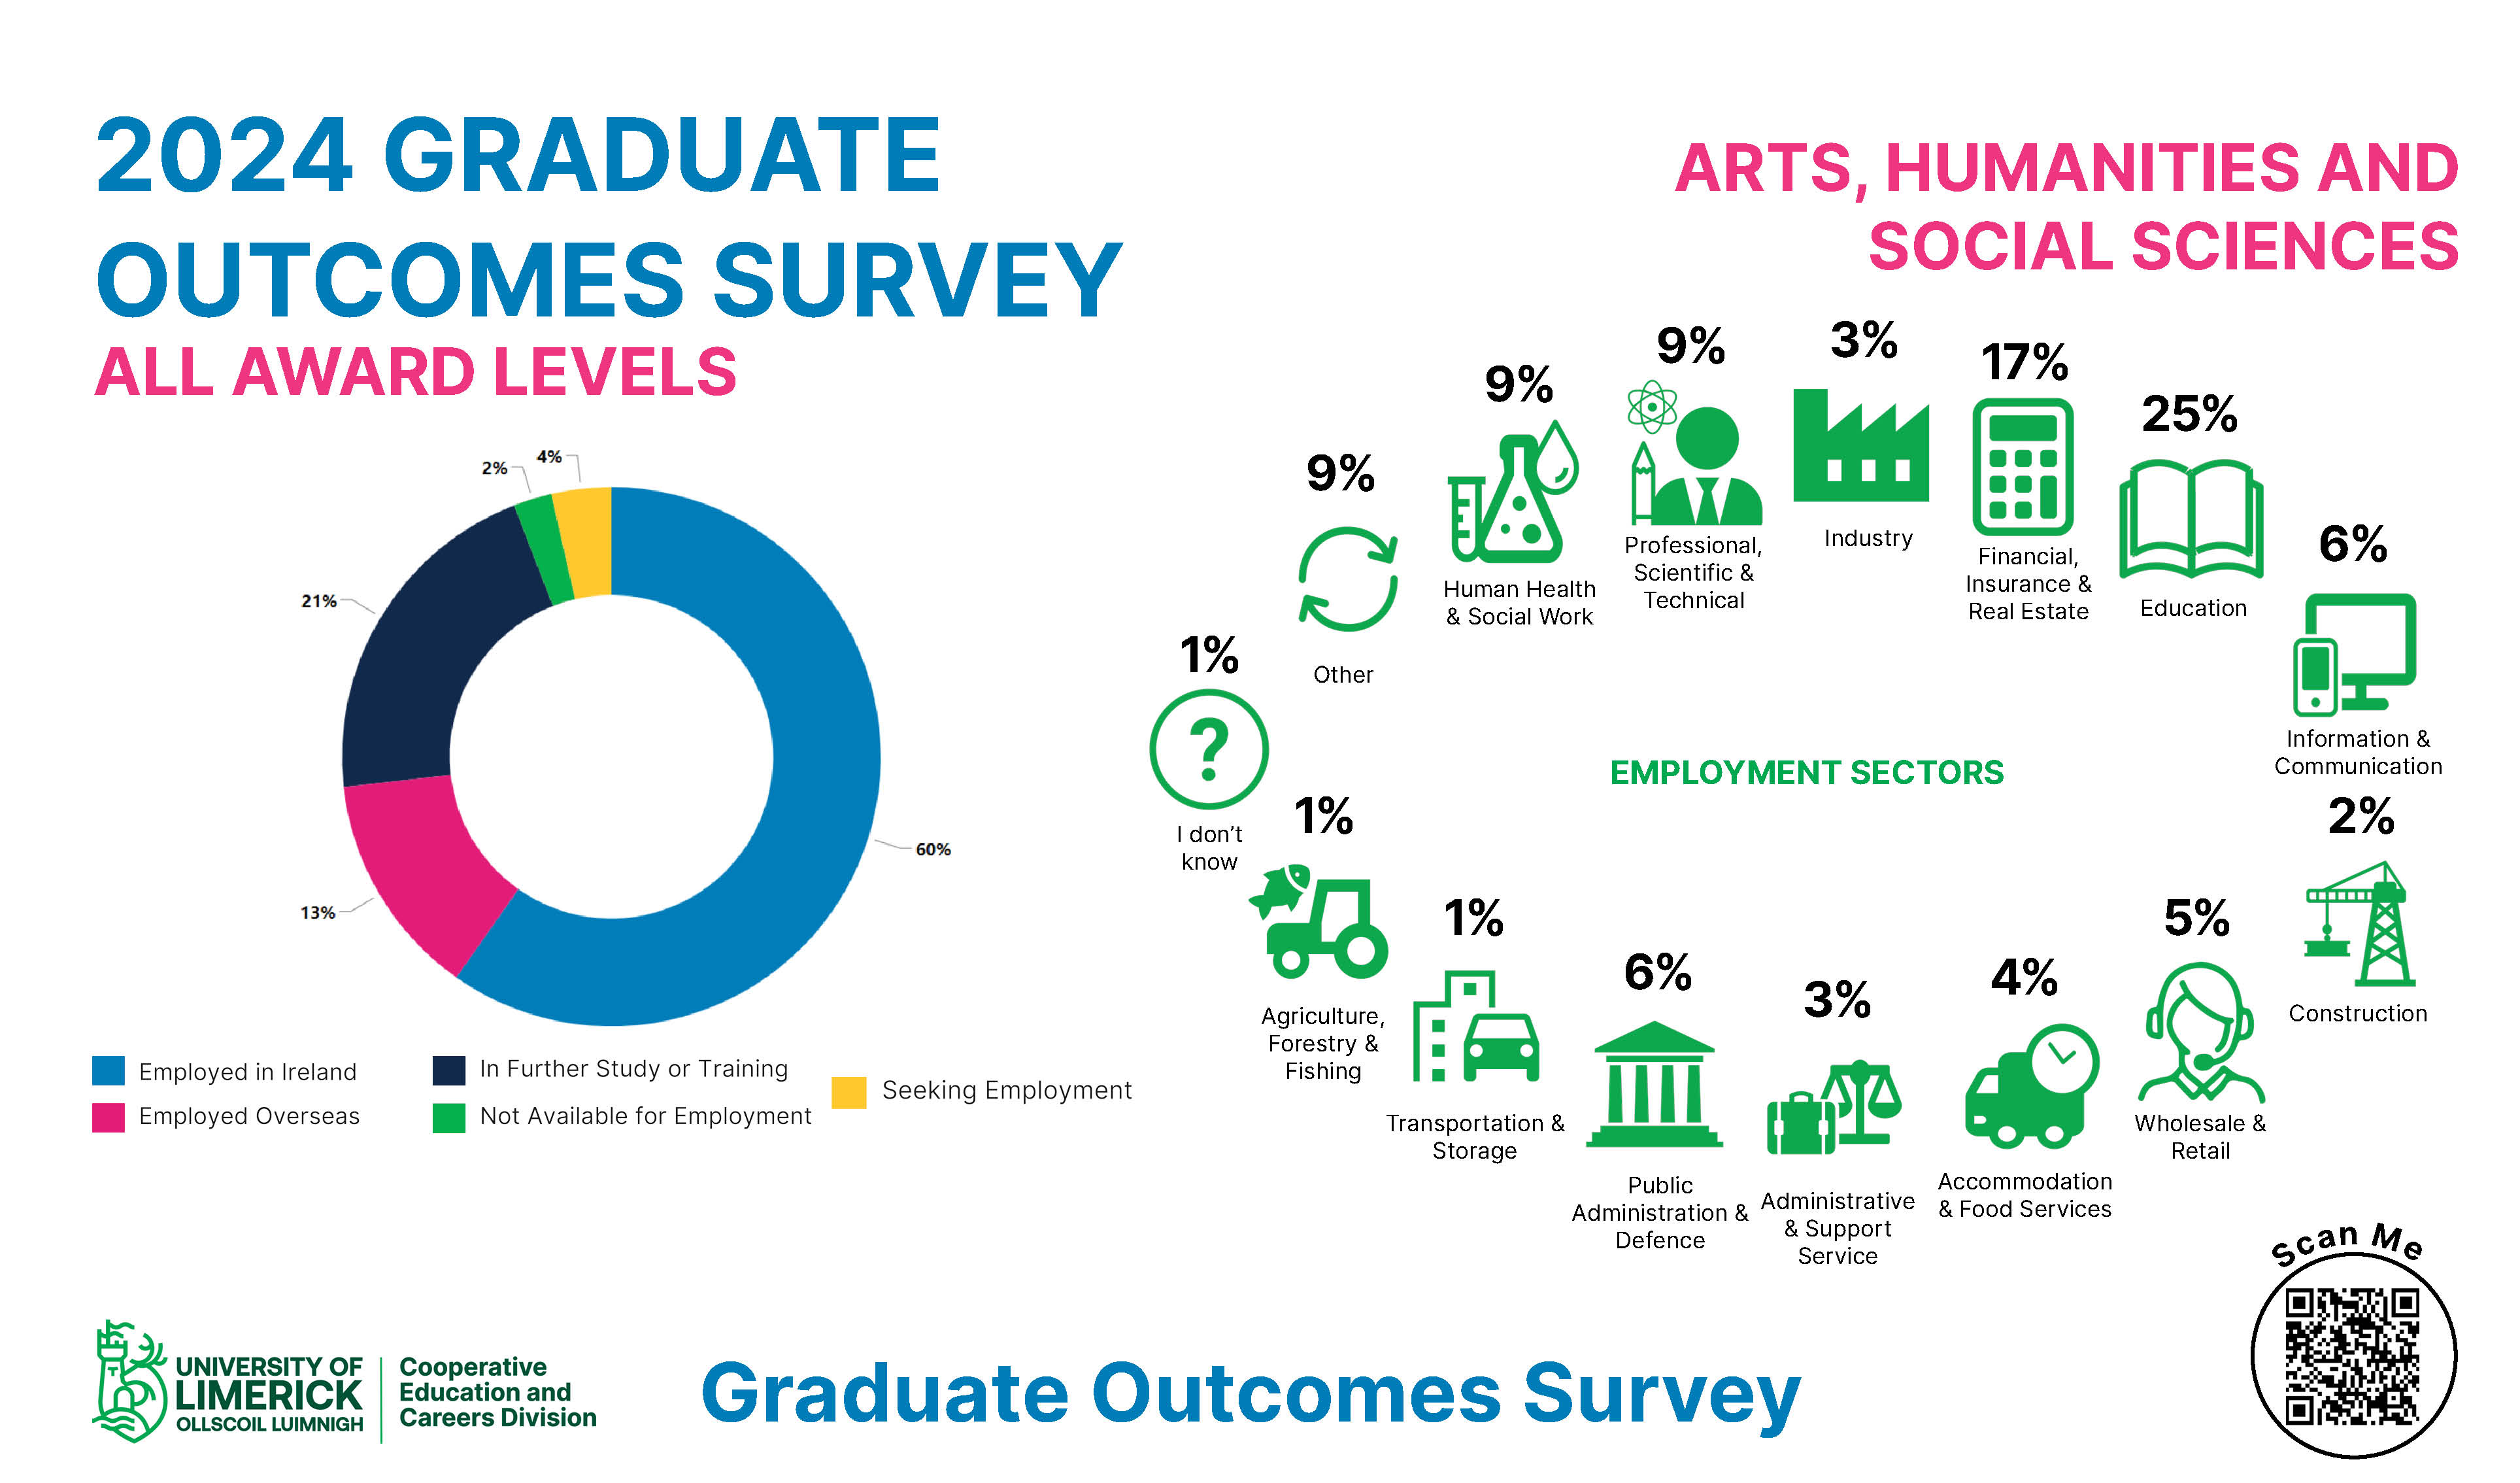 2024 GRADUATE
OUTCOMES SURVEY
ALL AWARD LEVELS
ARTS, HUMANITIES AND
SOCIAL SCIENCES
2%
4%
21%
13%
60%
Employed in Ireland
Employed Overseas
In Further Study or Training
Not Available for Employment
Seeking Employment
1%
?
I don't
know
9%
Other
9%
Human Health
& Social Work
9%
Professional,
Scientific &
Technical
3%
Industry
17%
Financial,
Insurance &
Real Estate
25%
Education
6%
Information &
Communication
EMPLOYMENT SECTORS
1%
Agriculture,
Forestry &
Fishing
1%
Transportation &
Storage
6%
Public
Administration &
Defence
3%
Administrative
& Support
Service
4%
Accommodation
& Food Services
5%
Wholesale &
Retail
2%
Construction
UNIVERSITY OF
LIMERICK
OLLSCOIL LUIMNIGH
Cooperative
Education and
Careers Division
Graduate Outcomes Survey
Scan Me